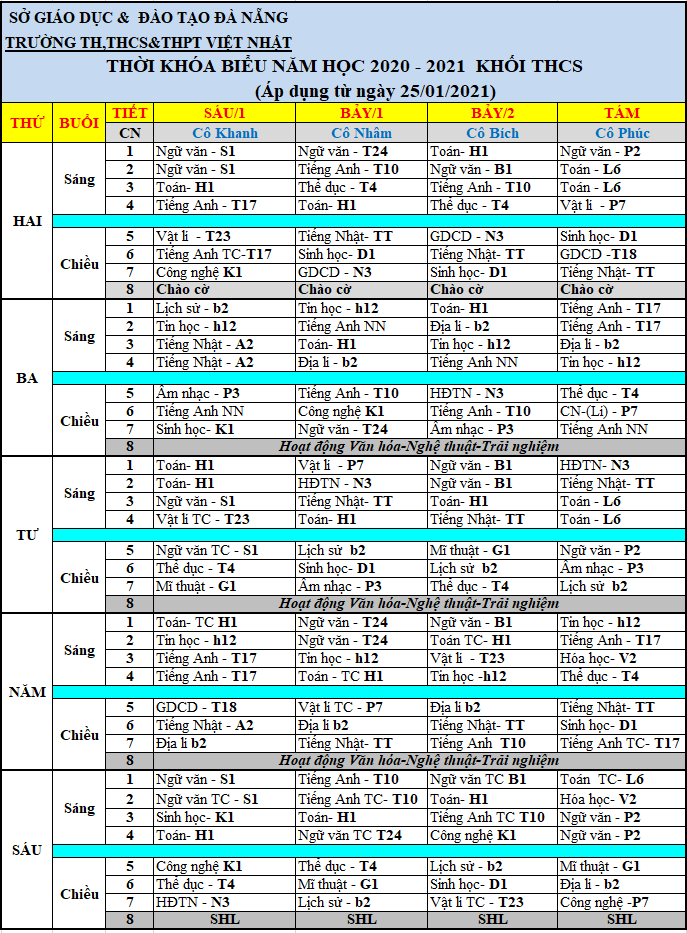 SỞ GIÁO DỤC & ĐÀO TẠO ĐÀ NẴNG
TRƯỜNG TH,THCS&THPT VIỆT NHẬT
THỜI KHÓA BIỂU NĂM HỌC 2020 - 2021 KHỐI THCS
(Áp dụng từ ngày 25/01/2021)
THỨ BUỔI TIẾT SÁU/1 BẢY/1 BẢY/2 TÁM
CN Cô Khanh Cô Nhâm Cô Bích Cô Phúc
HAI
Sáng
1 Ngữ văn - S1 Ngữ văn - T24 Toán- H1 Ngữ văn - P2
2 Ngữ văn - S1 Tiếng Anh - T10 Ngữ văn - B1 Toán - L6
3 Toán- H1 Thể dục - T4 Tiếng Anh - T10 Toán - L6
4 Tiếng Anh - T17 Toán- H1 Thể dục - T4 Vật lí - P7
Chiều
5 Vật lí - T23 Tiếng Nhật- TT GDCD - N3 Sinh học- D1
6 Tiếng Anh TC-T17 Sinh học- D1 Tiếng Nhật- TT GDCD -T18
7 Công nghệ K1 GDCD - N3 Sinh học- D1 Tiếng Nhật- TT
8 Chào cờ Chào cờ Chào cờ Chào cờ
BA
Sáng
1 Lịch sử - b2 Tin học - h12 Toán- H1 Tiếng Anh - T17
2 Tin học - h12 Tiếng Anh NN Địa lí - b2 Tiếng Anh - T17
3 Tiếng Nhật - A2 Toán- H1 Tin học - h12 Địa lí - b2
4 Tiếng Nhật - A2 Địa lí - b2 Tiếng Anh NN Tin học - h12
Chiều
5 Âm nhạc - P3 Tiếng Anh - T10 HĐTN - N3 Thể dục - T4
6 Tiếng Anh NN Công nghệ K1 Tiếng Anh - T10 CN-(Lí) - P7
7 Sinh học- K1 Ngữ văn - T24 Âm nhạc - P3 Tiếng Anh NN
8 Hoạt động Văn hóa-Nghệ thuật-Trải nghiệm
TƯ
Sáng
1 Toán- H1 Vật lí - P7 Ngữ văn - B1 HĐTN- N3
2 Toán- H1 HĐTN - N3 Ngữ văn - B1 Tiếng Nhật- TT
3 Ngữ văn - S1 Tiếng Nhật- TT Toán- H1 Toán - L6
4 Vật lí TC - T23 Toán- H1 Tiếng Nhật- TT Toán - L6
Chiều
5 Ngữ văn TC - S1 Lịch sử b2 Mĩ thuật - G1 Ngữ văn - P2
6 Thể dục - T4 Sinh học- D1 Lịch sử b2 Âm nhạc - P3
7 Mĩ thuật - G1 Âm nhạc - P3 Thể dục - T4 Lịch sử b2
8 Hoạt động Văn hóa-Nghệ thuật-Trải nghiệm
NĂM
Sáng
1 Toán- TC H1 Ngữ văn - T24 Ngữ văn - B1 Tin học - h12
2 Tin học - h12 Ngữ văn - T24 Toán TC- H1 Tiếng Anh - T17
3 Tiếng Anh - T17 Tin học - h12 Vật lí - T23 Hóa học- V2
4 Tiếng Anh - T17 Toán - TC H1 Tin học -h12 Thể dục - T4
Chiều
5 GDCD - T18 Vật lí TC - P7 Địa lí b2 Tiếng Nhật- TT
6 Tiếng Nhật - A2 Địa lí b2 Tiếng Nhật- TT Sinh học- D1
7 Địa lí b2 Tiếng Nhật- TT Tiếng Anh T10 Tiếng Anh TC- T17
8 Hoạt động Văn hóa-Nghệ thuật-Trải nghiệm
SÁU
Sáng
1 Ngữ văn - S1 Tiếng Anh - T10 Ngữ văn TC B1 Toán TC- L6
2 Ngữ văn TC - S1 Tiếng Anh TC- T10 Toán- H1 Hóa học- V2
3 Sinh học- K1 Toán- H1 Tiếng Anh TC T10 Ngữ văn - P2
4 Toán- H1 Ngữ văn TC T24 Công nghệ K1 Ngữ văn - P2
Chiều
5 Công nghệ K1 Thể dục - T4 Lịch sử - b2 Mĩ thuật - G1
6 Thể dục - T4 Mĩ thuật - G1 Sinh học- D1 Địa lí - b2
7 HĐTN - N3 Lịch sử - b2 Vật lí TC - T23 Công nghệ -P7
8 SHL SHL SHL SHL